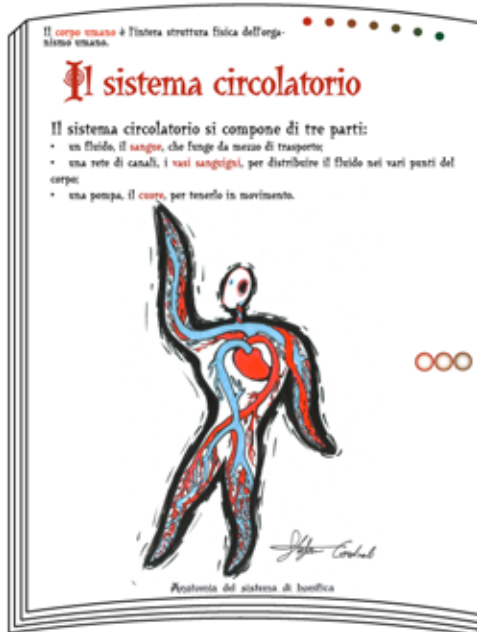 Il corpo umano è l'intera struttura fisica dell'orga-
nismo umano.
Il sistema circolatorio
Il sistema circolatorio si compone di tre parti:
• un fluido, il sangue, che funge da mezzo di trasporto;
• una rete di canali, i vasi sanguigni, per distribuire il fluido nei vari punti del
corpo;
• una pompa, il cuore, per tenerlo in movimento.
Anatomia del sistema di bonifica